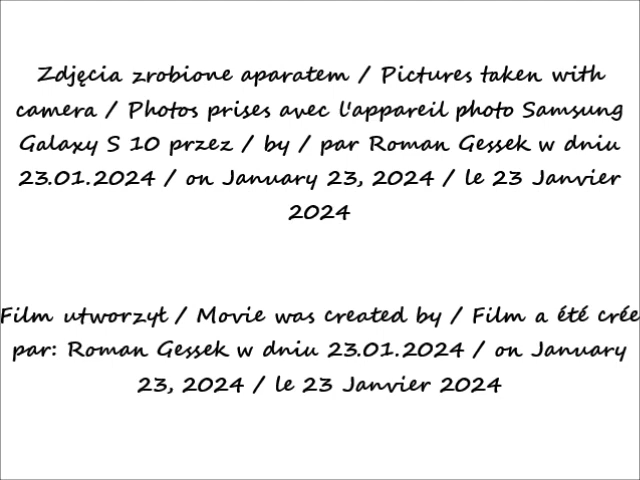 Zdjęcia zrobione aparatem / Pictures taken with
camera / Photos prises avec l'appareil photo Samsung
Galaxy S 10 przez / by / par Roman Gessek w dniu
23.01.2024 / on January 23, 2024 / le 23 Janvier
2024
Film utworzył / Movie was created by / Film a été crée
par: Roman Gessek w dniu 23.01.2024 / on January
23, 2024 / le 23 Janvier 2024